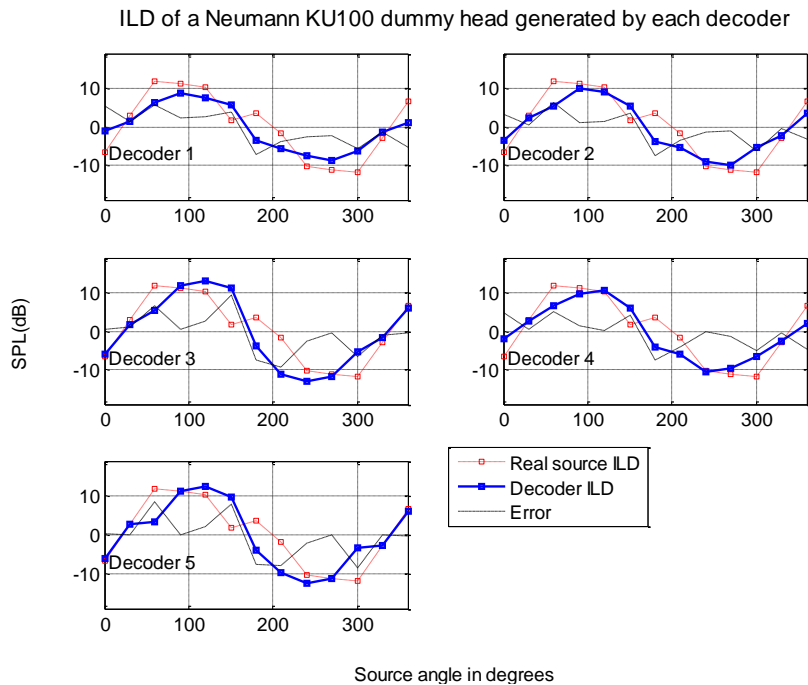 ILD of a Neumann KU100 dummy head generated by each decoder
10
0
-10
Decoder 1
0 100 200 300
10
0
-10
Decoder 2
0 100 200 300
SPL(dB)
10
0
-10
Decoder 3
0 100 200 300
10
0
-10
Decoder 4
0 100 200 300
10
0
-10
Decoder 5
0 100 200 300
Real source ILD
Decoder ILD
Error
Source angle in degrees